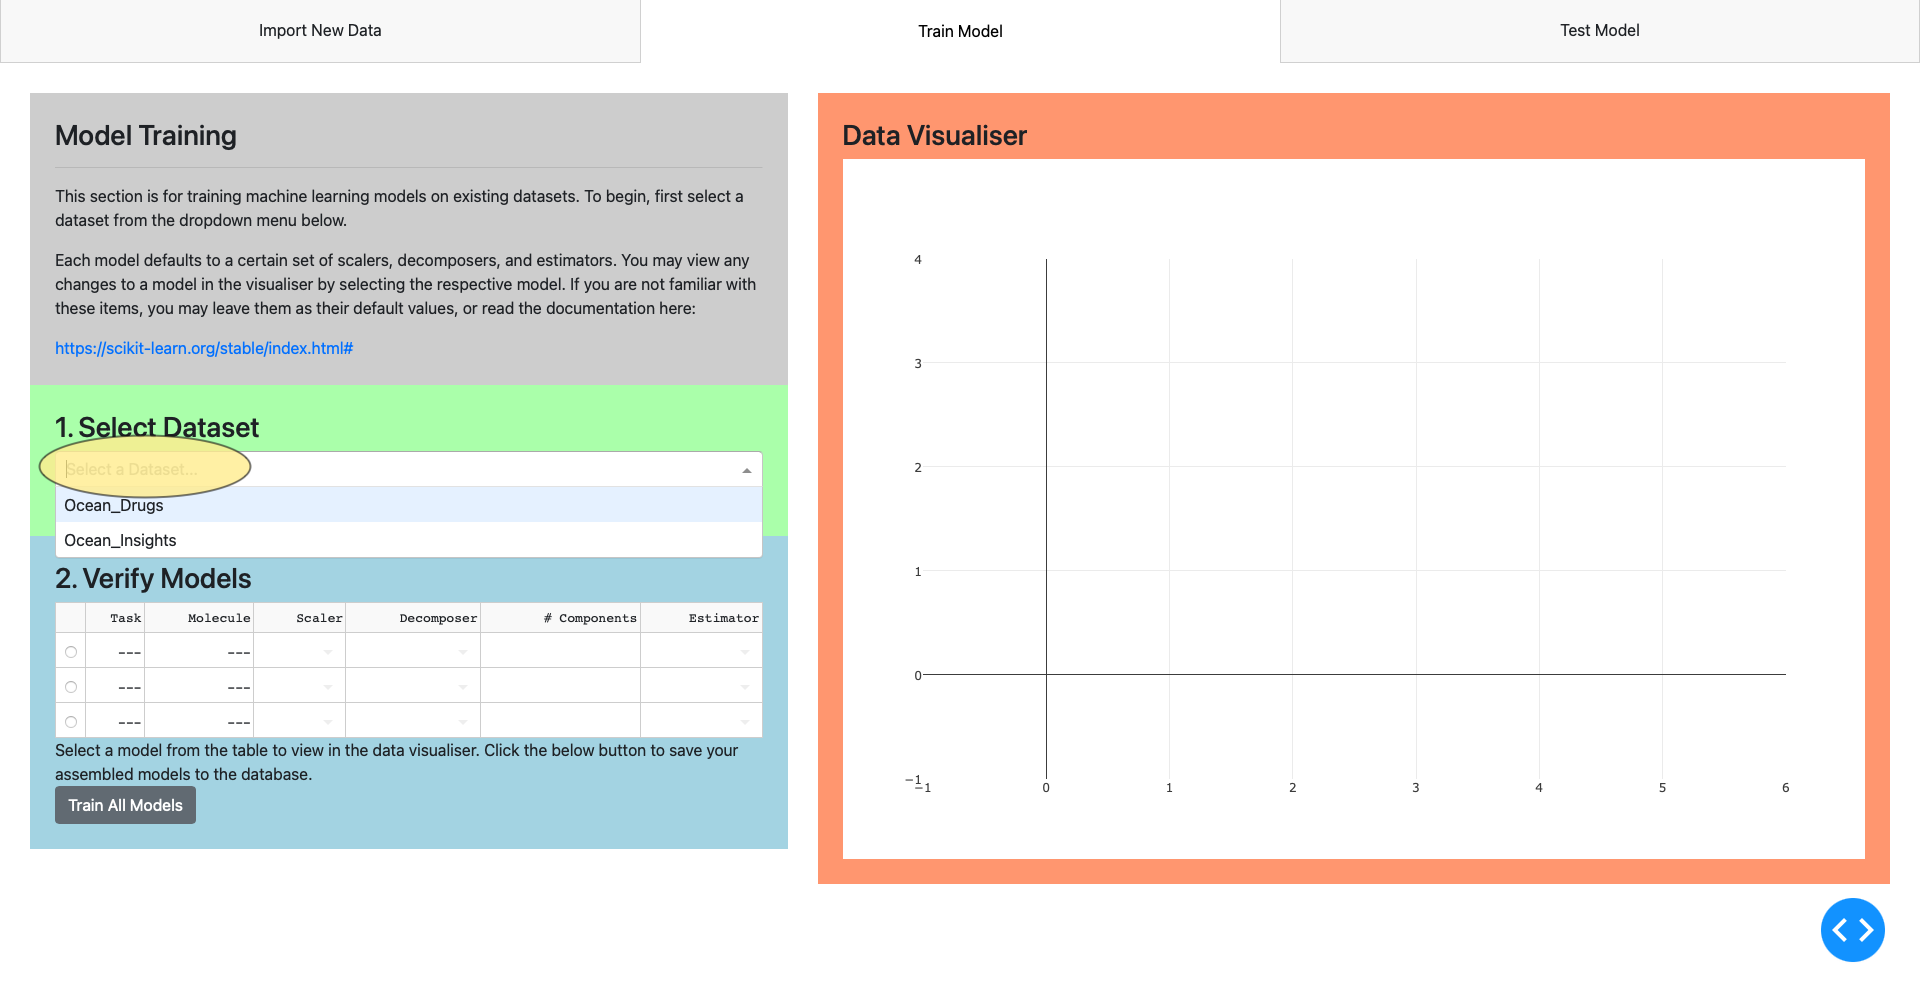 Import New Data
Train Model
Test Model
Model Training
This section is for training machine learning models on existing datasets. To begin, first select a
dataset from the dropdown menu below.
Each model defaults to a certain set of scalers, decomposers, and estimators. You may view any
changes to a model in the visualiser by selecting the respective model. If you are not familiar with
these items, you may leave them as their default values, or read the documentation here:
https://scikit-learn.org/stable/index.html#
1. Select Dataset
Select a Dataset...
Ocean_Drugs
Ocean_Insights
2. Verify Models
Task Molecule Scaler Decomposer # Components Estimator
--- ---
--- ---
--- ---
Select a model from the table to view in the data visualiser. Click the below button to save your
assembled models to the database.
Train All Models
Data Visualiser
4
3
2
1
0
−1
−1 0 1 2 3 4 5 6